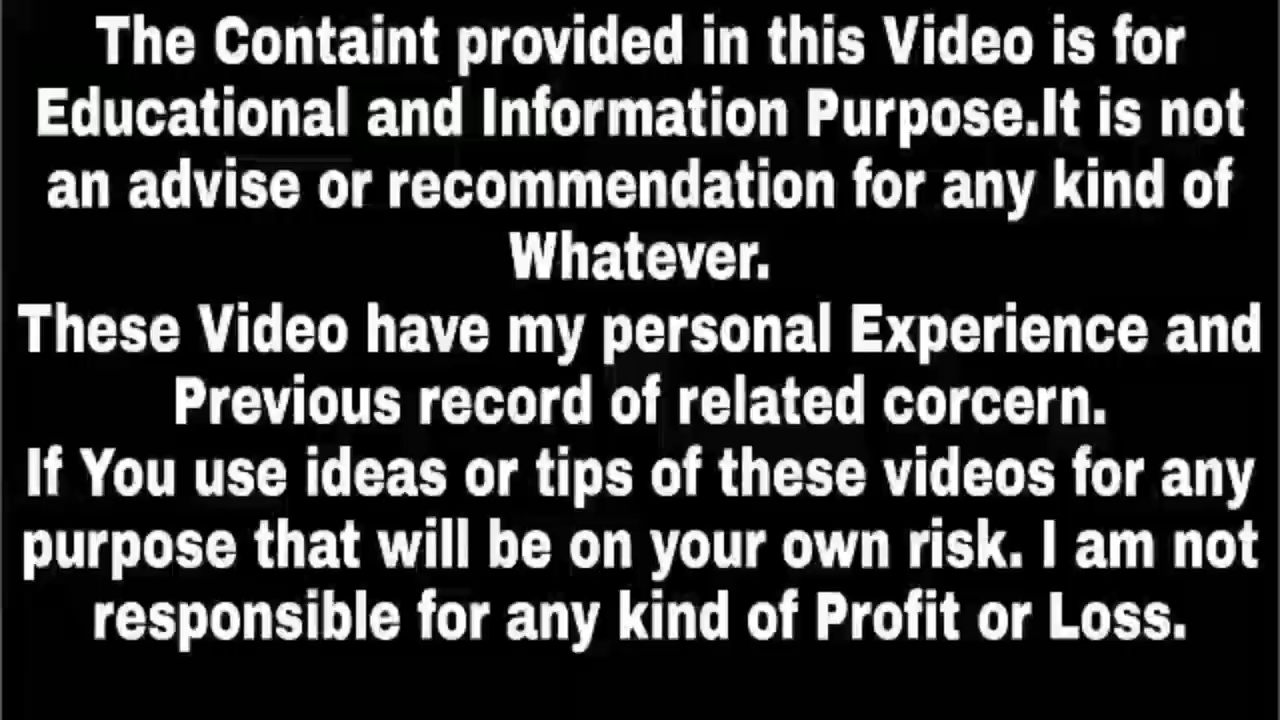 The Containt provided in this Video is for
Educational and Information Purpose.It is not
an advise or recommendation for any kind of
Whatever.
These Video have my personal Experience and
Previous record of related corcern.
If You use ideas or tips of these videos for any
purpose that will be on your own risk. I am not
responsible for any kind of Profit or Loss.